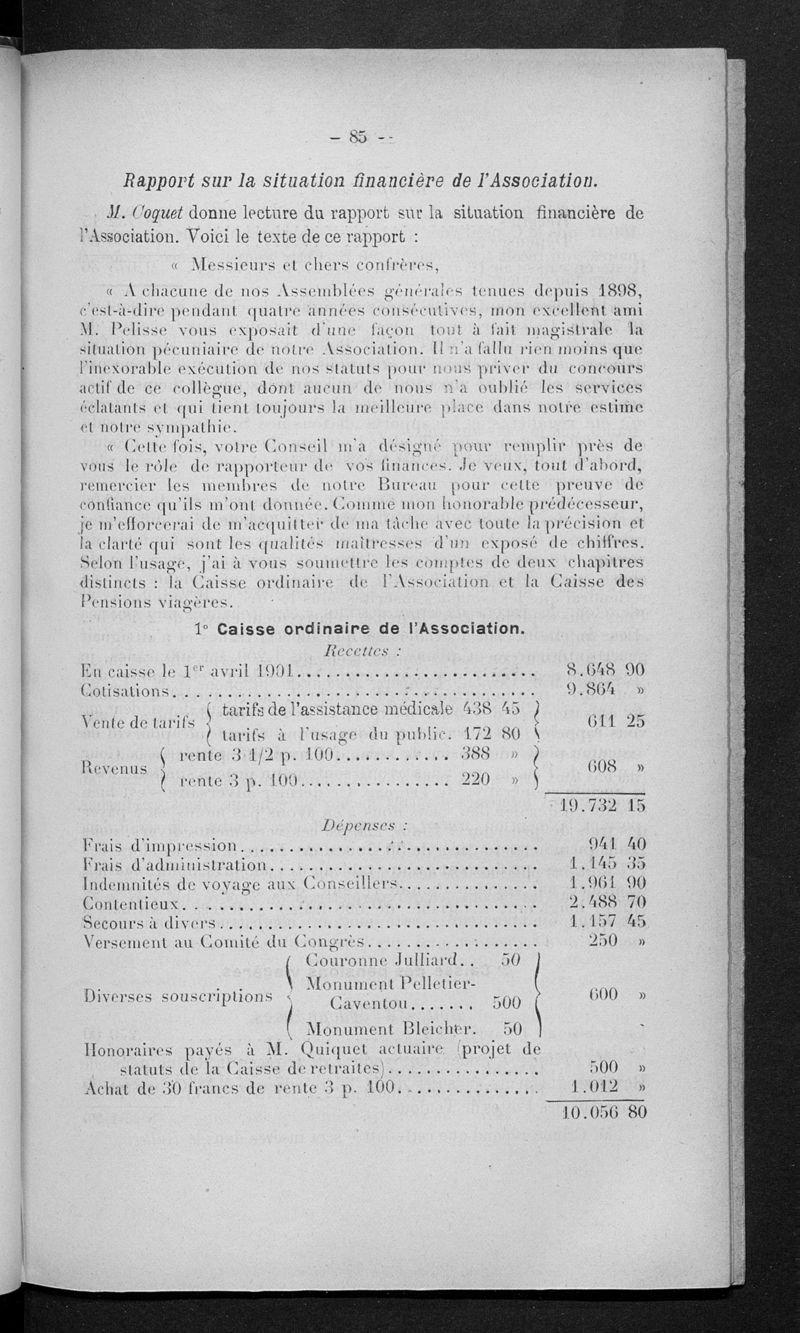 - 85 --
Rapport sur la situation financière de l'Association.
M. Coquet donne lecture du rapport sur la situation financière de
l'Association. Voici le texte de ce rapport :
« Messieurs et chers confrères,
« A chacune de nos Assemblées générales tenues depuis 1898,
c'est-à-dire pendant quatre années consécutives, mon excellent ami
M. Pelisse vous exposait d'une façon tout à fait magistrale la
situation pécuniaire de notre Association. Il n'a fallu rien moins que
l'inexorable exécution de nos statuts pour nous priver du concours
actif de ce collègue, dont aucun de nous n'a oublié les services
éclatants et qui tient toujours la meilleure place dans notre estime
et notre sympathie.
« Cette fois, votre Conseil m'a désigné pour remplir près de
vous le rôle de rapporteur de vos finances. Je veux, tout d'abord,
remercier les membres de notre Bureau pour cette preuve de
confiance qu'ils m'ont donnée. Comme mon honorable prédécesseur,
je m'efforcerai de m'acquitter de ma tâche avec toute la précision et
la clarté qui sont les qualités maîtresses d'un exposé de chiffres.
Selon l'usage, j'ai à vous soumettre les comptes de deux chapitres
distincts : la Caisse ordinaire de l'Association et la Caisse des
Pensions viagères.
1° Caisse ordinaire de l'Association.
Recettes :
En caisse le 1er avril 1901........................ 8.648 90
Cotisations........................ 9.864 »
Vente de tarifs { tarifs de l'assistance médicale 438 45 } 611 25
{ tarifs à l'usage du public. 172 80 }
Revenus { rente 3 1/2 p. 100............ 388 » } 608 »
{ rente 3 p. 100................ 220 » }
19.732 15
Dépenses :
Frais d'impression........................ 941 40
Frais d'administration........................ 1.145 35
Indemnités de voyage aux Conseillers............... 1.961 90
Contentieux........................ 2.488 70
Secours à divers........................ 1.157 45
Versement au Comité du Congrès.................. 250 »
Diverses souscriptions { Couronne Julliard.. 50 } 600 »
Monument Pelletier-
Caventou....... 500
Monument Bleicher. 50
Honoraires payés à M. Quiquet actuaire (projet de
statuts de la Caisse de retraites)................ 500 »
Achat de 30 francs de rente 3 p. 100............... 1.012 »
10.056 80